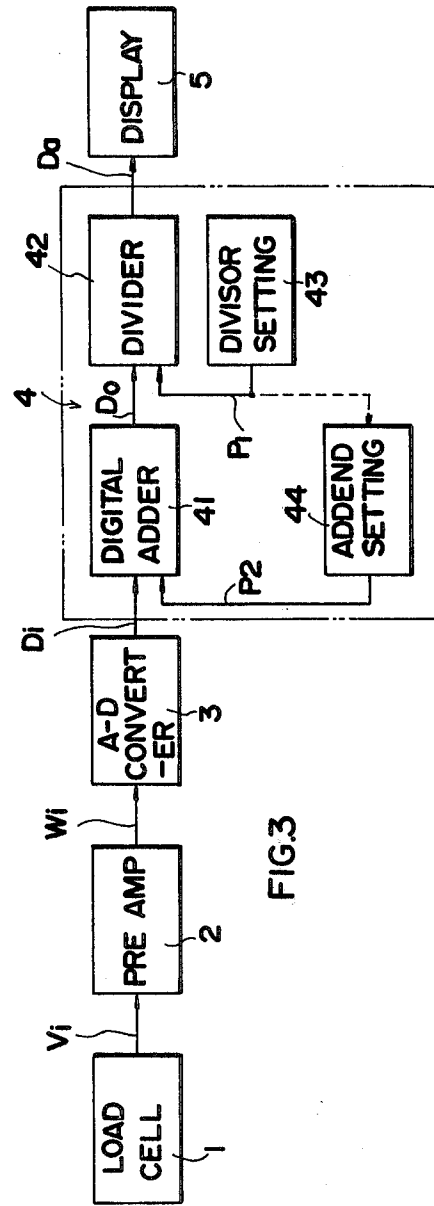 LOAD
CELL
1
Vi
PRE AMP
2
Wi
A-D
CONVERT
-ER
3
Di
4
DIGITAL
ADDER
41
Do
DIVIDER
42
Da
DISPLAY
5
DIVISOR
SETTING
43
P1
ADDEND
SETTING
44
P2
FIG.3